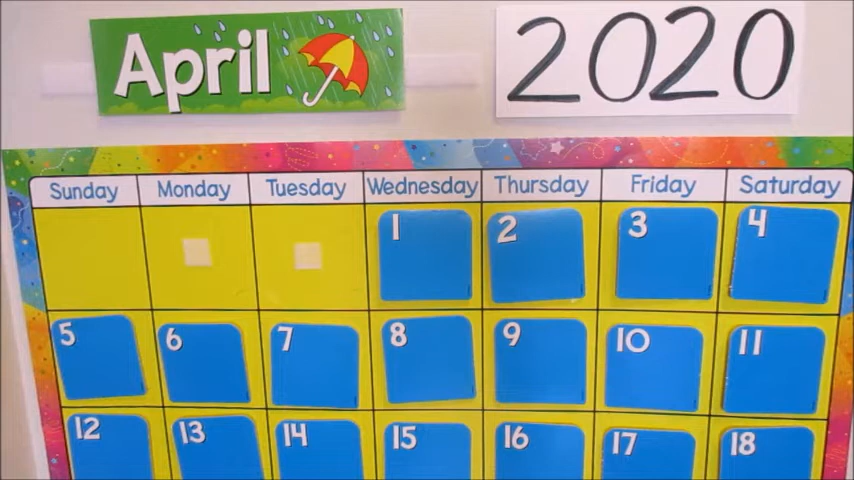 April 2020
Sunday Monday Tuesday Wednesday Thursday Friday Saturday
1 2 3 4
5 6 7 8 9 10 11
12 13 14 15 16 17 18